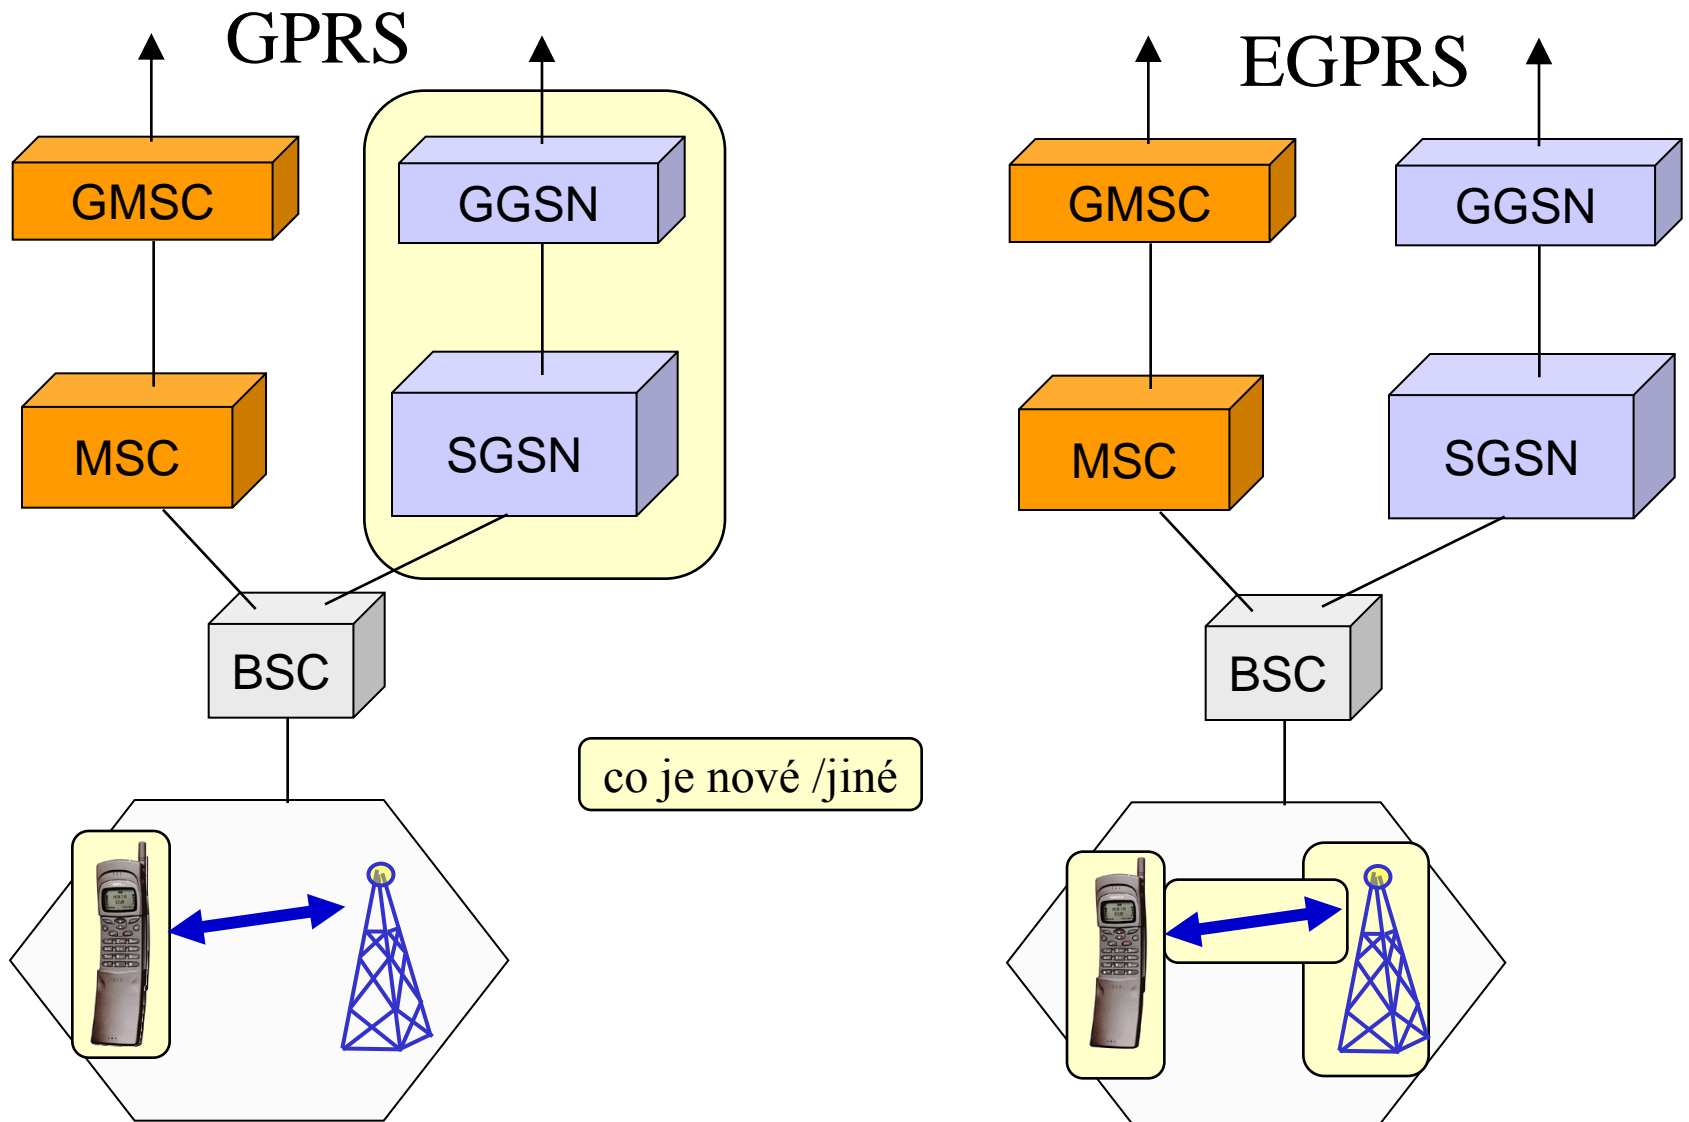 GPRS
EGPRS
GMSC
GGSN
GMSC
GGSN
MSC
SGSN
MSC
SGSN
BSC
BSC
co je nové /jiné